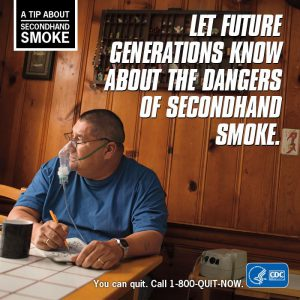 A TIP ABOUT
SECONDHAND
SMOKE
LET FUTURE
GENERATIONS KNOW
ABOUT THE DANGERS
OF SECONDHAND
SMOKE.
You can quit. Call 1-800-QUIT-NOW.
CDC